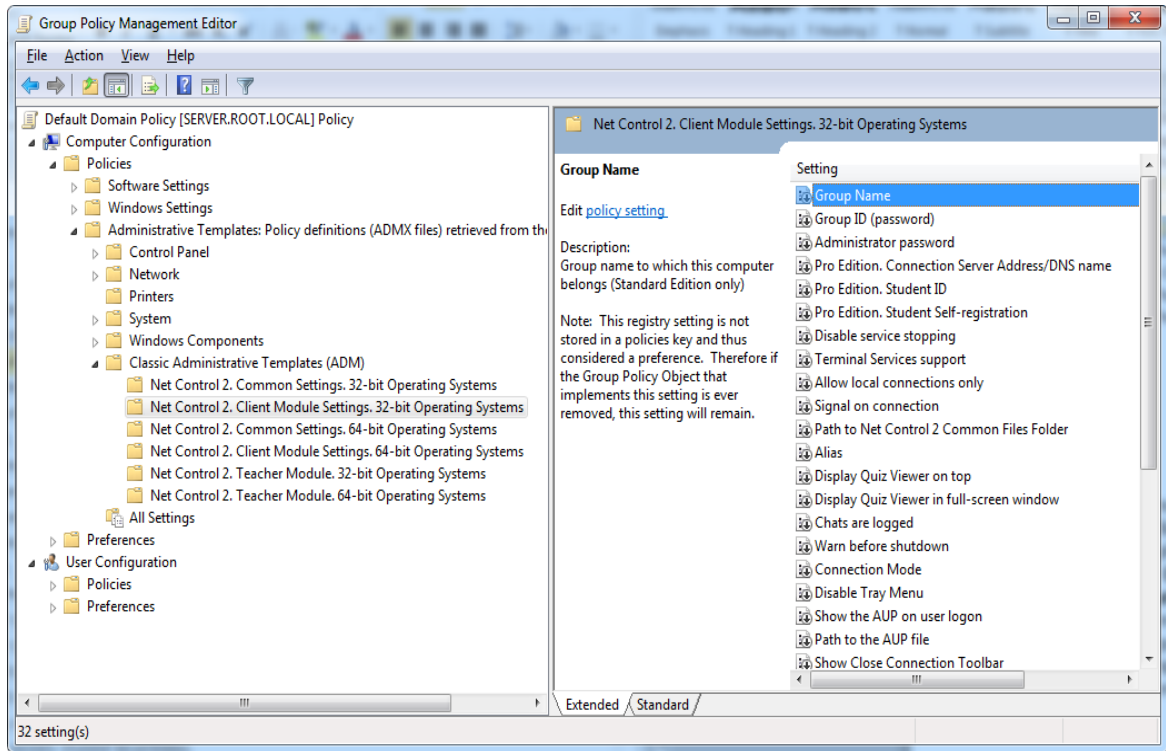 Group Policy Management Editor
File Action View Help
Default Domain Policy [SERVER.ROOT.LOCAL] Policy
Computer Configuration
Policies
Software Settings
Windows Settings
Administrative Templates: Policy definitions (ADMX files) retrieved from the
Control Panel
Network
Printers
System
Windows Components
Classic Administrative Templates (ADM)
Net Control 2. Common Settings. 32-bit Operating Systems
Net Control 2. Client Module Settings. 32-bit Operating Systems
Net Control 2. Common Settings. 64-bit Operating Systems
Net Control 2. Client Module Settings. 64-bit Operating Systems
Net Control 2. Teacher Module. 32-bit Operating Systems
Net Control 2. Teacher Module. 64-bit Operating Systems
All Settings
Preferences
User Configuration
Policies
Preferences
Net Control 2. Client Module Settings. 32-bit Operating Systems
Group Name
Edit policy setting
Description:
Group name to which this computer
belongs (Standard Edition only)
Note: This registry setting is not
stored in a policies key and thus
considered a preference. Therefore if
the Group Policy Object that
implements this setting is ever
removed, this setting will remain.
Setting
Group Name
Group ID (password)
Administrator password
Pro Edition. Connection Server Address/DNS name
Pro Edition. Student ID
Pro Edition. Student Self-registration
Disable service stopping
Terminal Services support
Allow local connections only
Signal on connection
Path to Net Control 2 Common Files Folder
Alias
Display Quiz Viewer on top
Display Quiz Viewer in full-screen window
Chats are logged
Warn before shutdown
Connection Mode
Disable Tray Menu
Show the AUP on user logon
Path to the AUP file
Show Close Connection Toolbar
Extended Standard
32 setting(s)